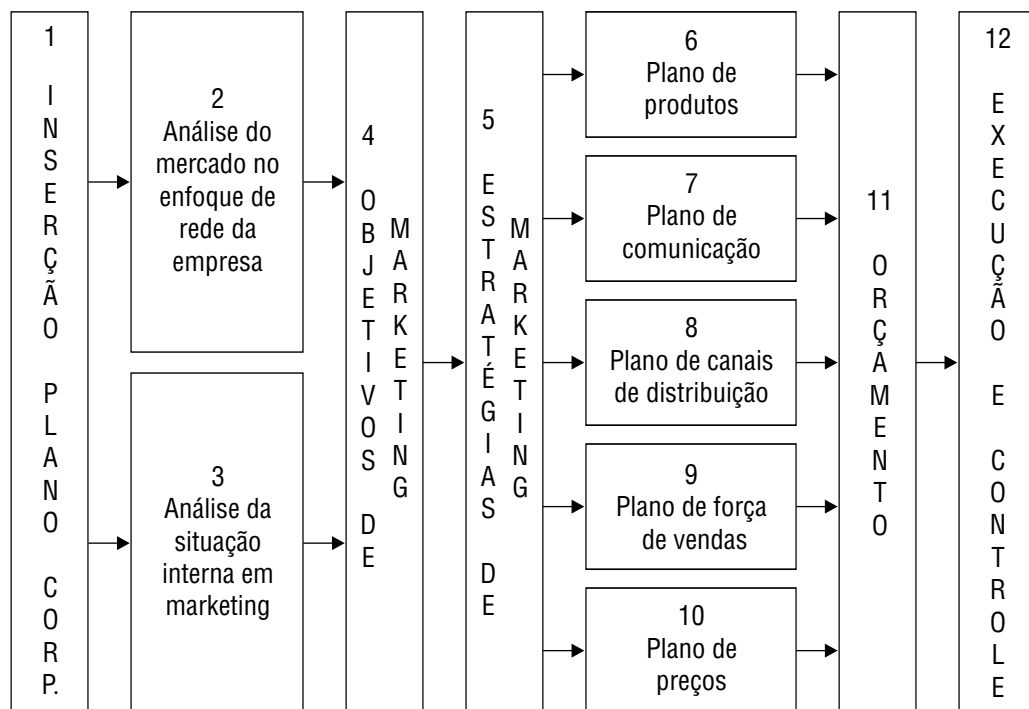 1
INSERÇÃO PLANO CORP.
2
Análise do
mercado no
enfoque de
rede da
empresa
3
Análise da
situação
interna em
marketing
4
OBJETIVOS DE
MARKETING
5
ESTRATÉGIAS DE
MARKETING
6
Plano de
produtos
7
Plano de
comunicação
8
Plano de canais
de distribuição
9
Plano de força
de vendas
10
Plano de
preços
11
ORÇAMENTO
12
EXECUÇÃO E CONTROLE